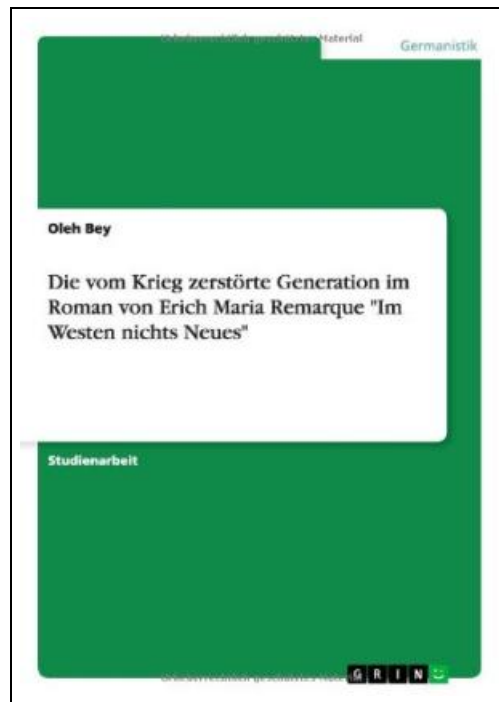 Material
Germanistik
Oleh Bey
Die vom Krieg zerstörte Generation im
Roman von Erich Maria Remarque "Im
Westen nichts Neues"
Studienarbeit
GRIN